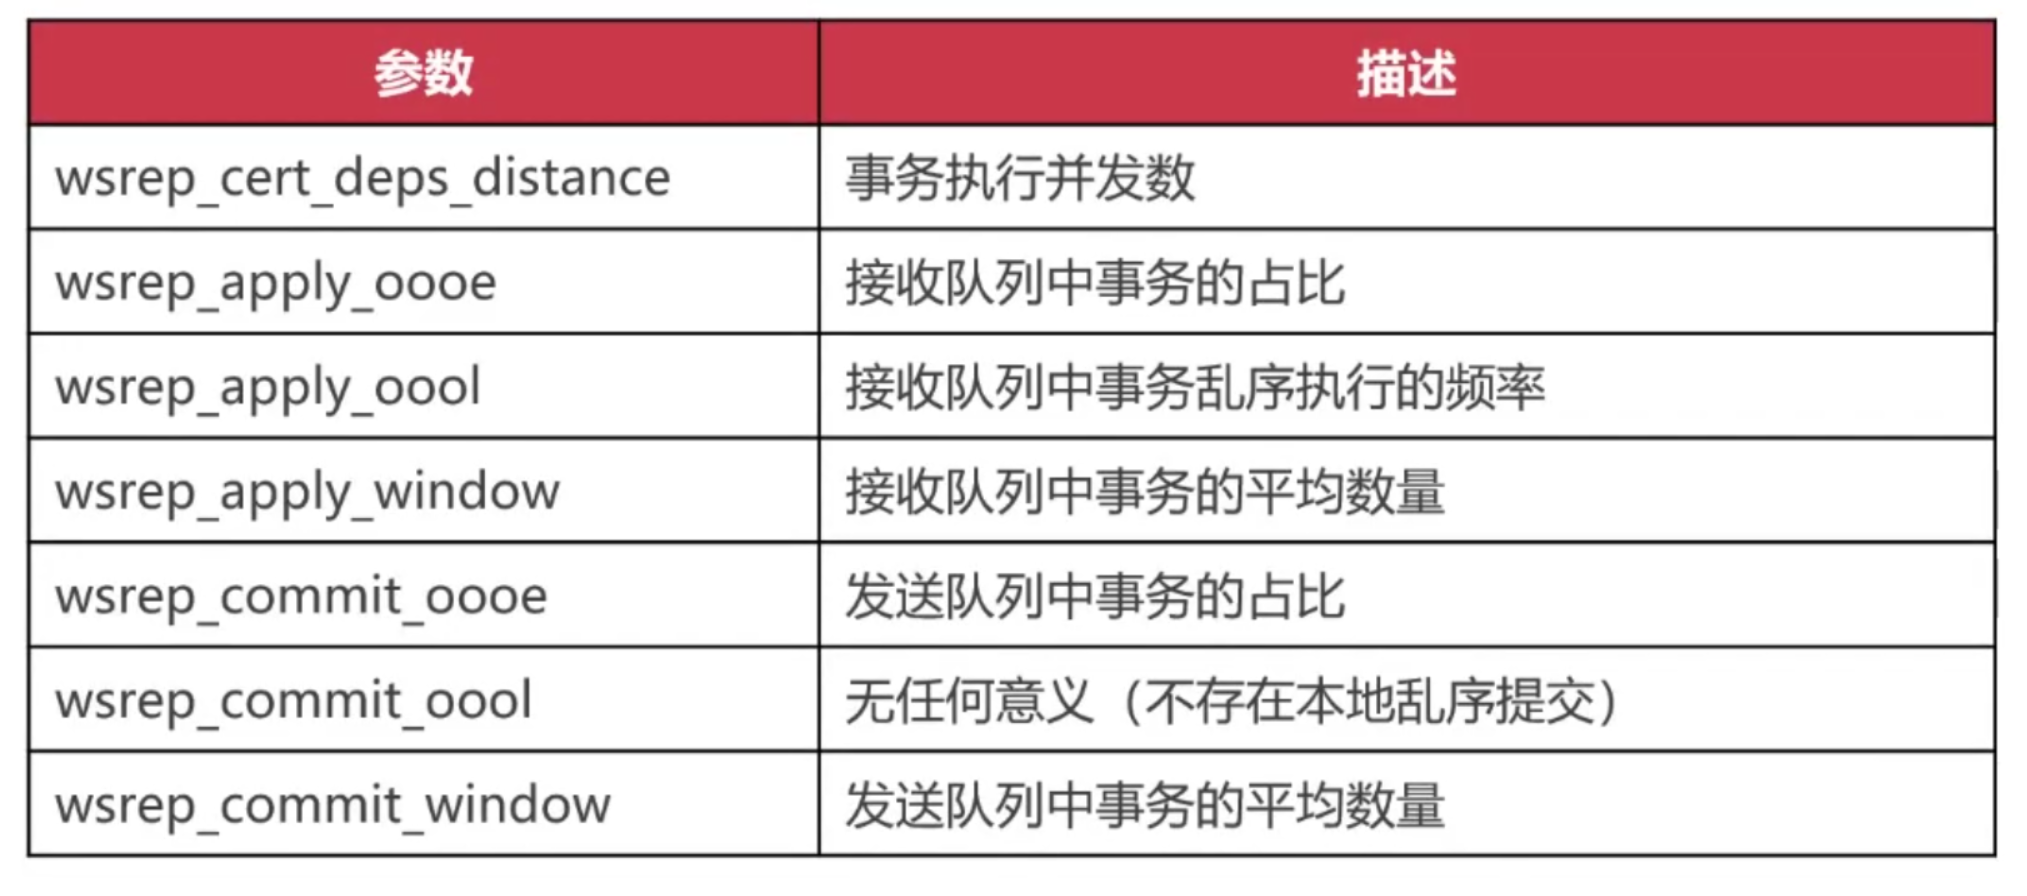 参数 描述
wsrep_cert_deps_distance 事务执行并发数
wsrep_apply_oooe 接收队列中事务的占比
wsrep_apply_oool 接收队列中事务乱序执行的频率
wsrep_apply_window 接收队列中事务的平均数量
wsrep_commit_oooe 发送队列中事务的占比
wsrep_commit_oool 无任何意义（不存在本地乱序提交）
wsrep_commit_window 发送队列中事务的平均数量